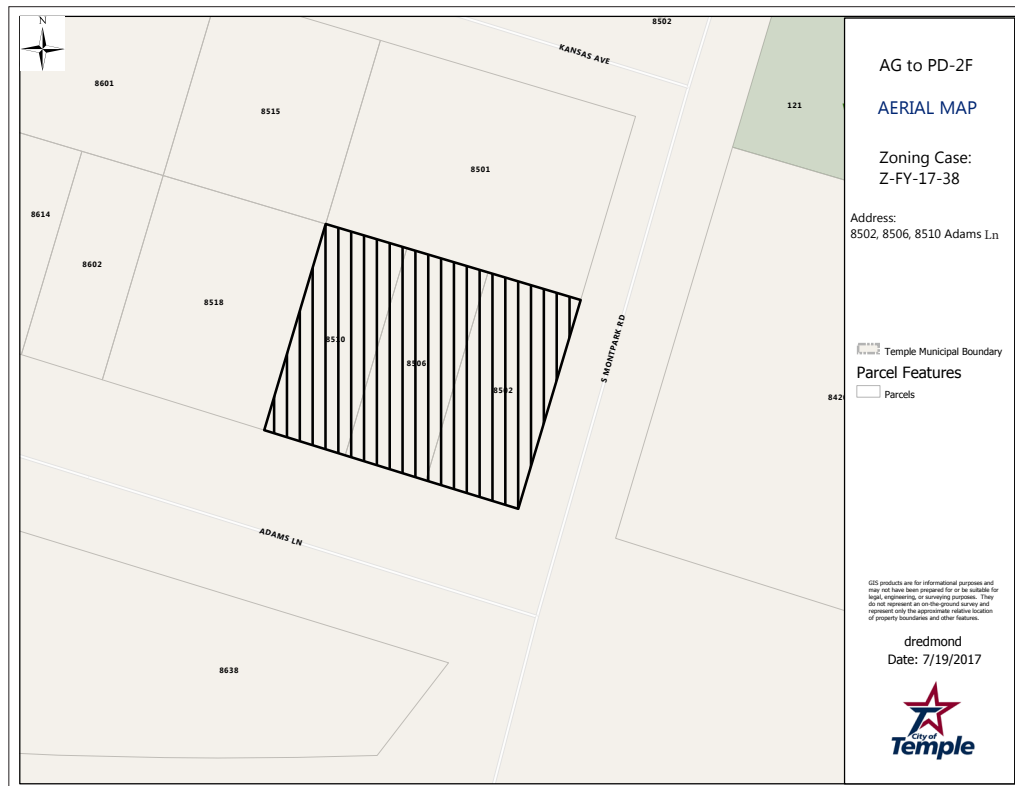 N
8502
KANSAS AVE
8601
8515
121
8501
8614
8602
8518
8510
8506
8502
S MONTPARK RD
ADAMS LN
8638
AG to PD-2F
AERIAL MAP
Zoning Case:
Z-FY-17-38
Address:
8502, 8506, 8510 Adams Ln
Temple Municipal Boundary
Parcel Features
Parcels
GIS products are for informational purposes and
may not have been prepared for or be suitable for
legal, engineering, or surveying purposes. They
do not represent an on-the-ground survey and
represent only the approximate relative location
of property boundaries and other features.
dredmond
Date: 7/19/2017
City of
Temple